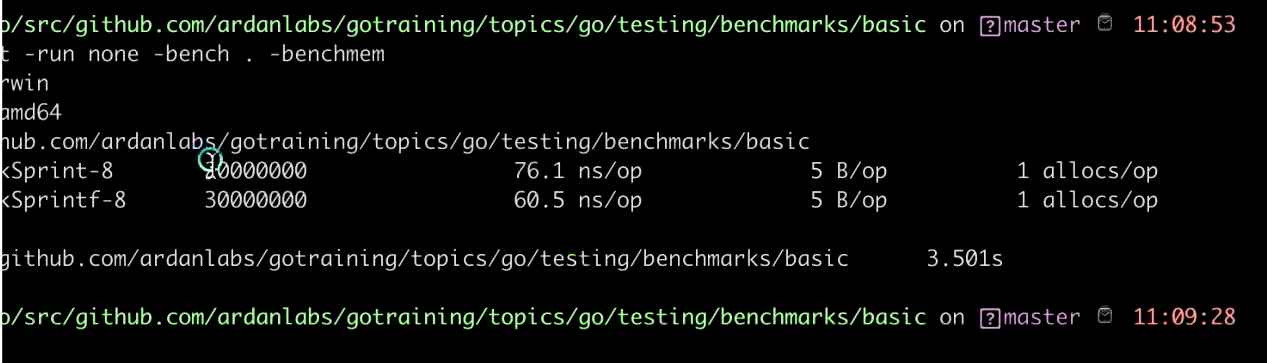 o/src/github.com/ardanlabs/gotraining/topics/go/testing/benchmarks/basic on [?]master 11:08:53
t -run none -bench . -benchmem
rwin
amd64
hub.com/ardanlabs/gotraining/topics/go/testing/benchmarks/basic
kSprint-8 20000000 76.1 ns/op 5 B/op 1 allocs/op
kSprintf-8 30000000 60.5 ns/op 5 B/op 1 allocs/op
github.com/ardanlabs/gotraining/topics/go/testing/benchmarks/basic 3.501s
o/src/github.com/ardanlabs/gotraining/topics/go/testing/benchmarks/basic on [?]master 11:09:28